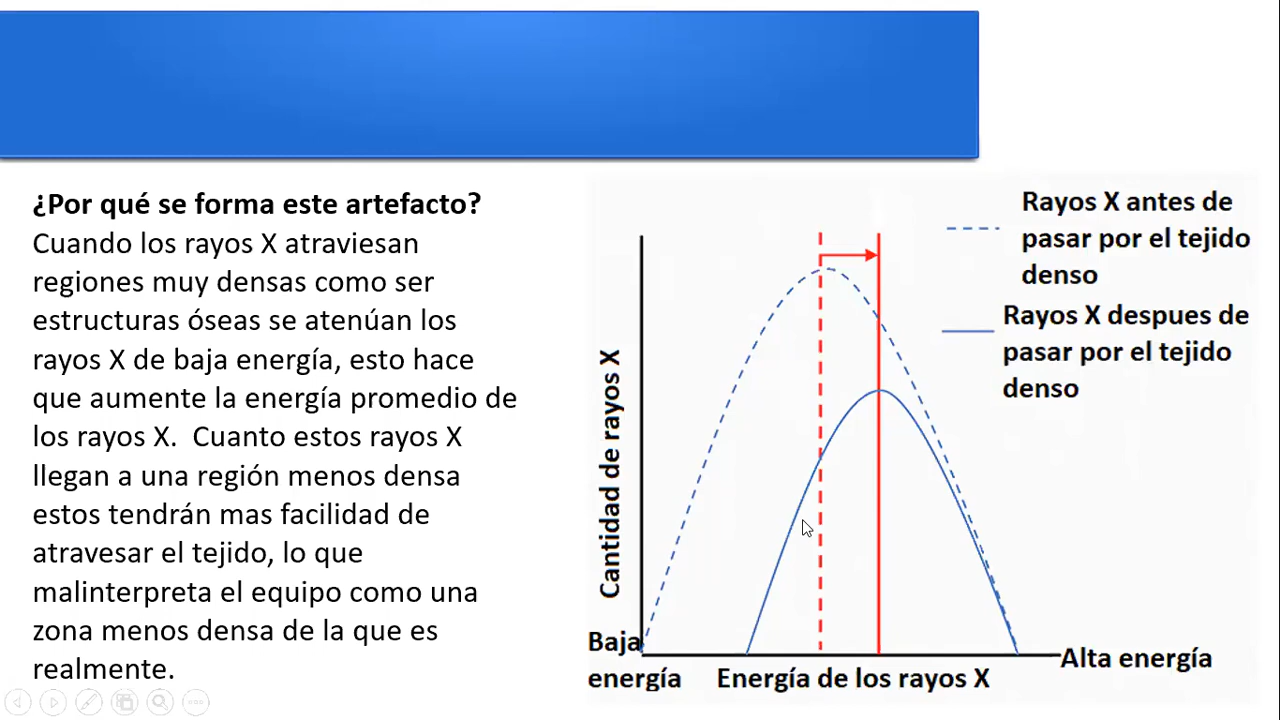 ¿Por qué se forma este artefacto?
Cuando los rayos X atraviesan
regiones muy densas como ser
estructuras óseas se atenúan los
rayos X de baja energía, esto hace
que aumente la energía promedio de
los rayos X.  Cuanto estos rayos X
llegan a una región menos densa
estos tendrán mas facilidad de
atravesar el tejido, lo que
malinterpreta el equipo como una
zona menos densa de la que es
realmente.
Rayos X antes de
pasar por el tejido
denso
Rayos X despues de
pasar por el tejido
denso
Cantidad de rayos X
Baja
energía
Energía de los rayos X
Alta energía